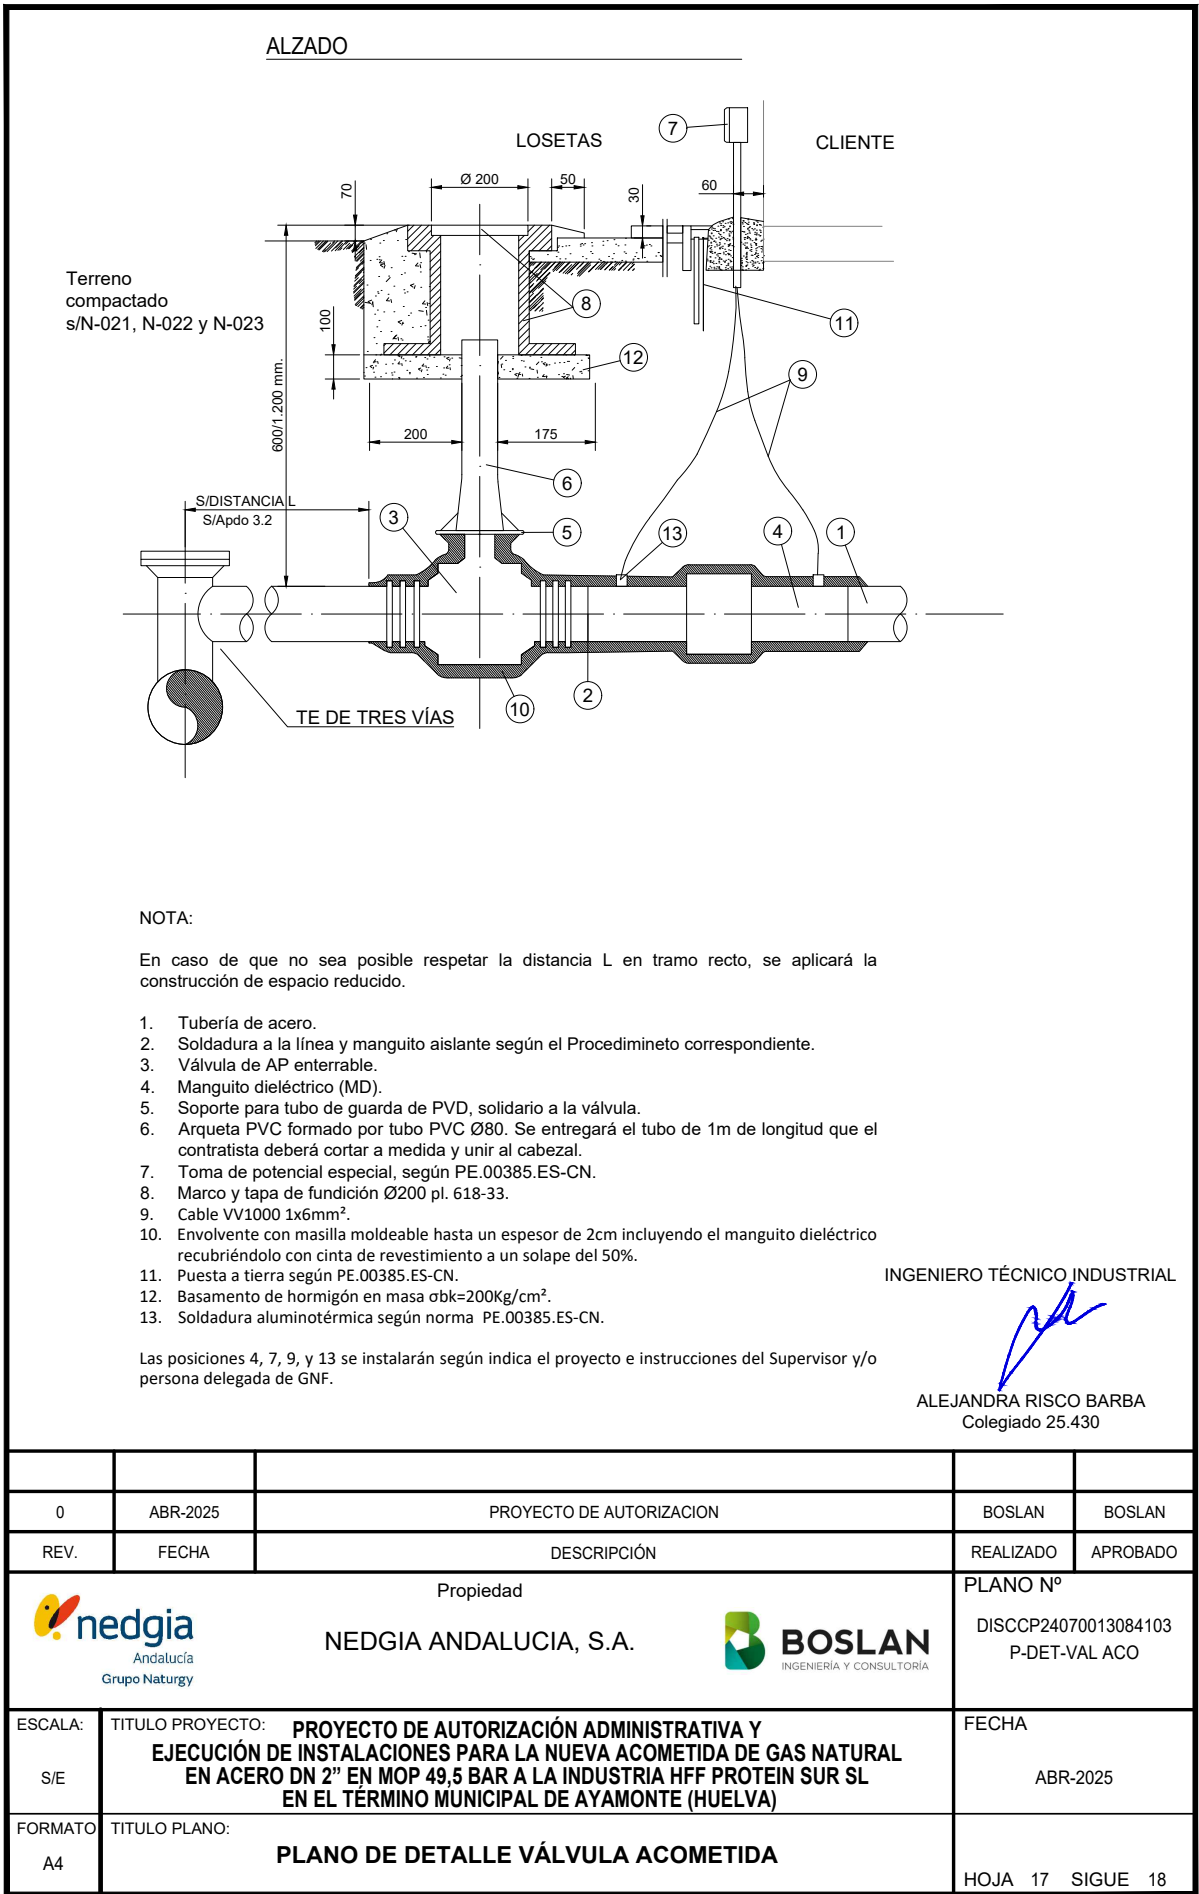 ALZADO
LOSETAS
CLIENTE
7
70
Ø 200
50
30
60
Terreno
compactado
s/N-021, N-022 y N-023
8
11
100
12
9
600/1.200 mm.
200
175
6
S/DISTANCIA L
S/Apdo 3.2
3
5
13
4
1
2
10
TE DE TRES VÍAS
NOTA:
En caso de que no sea posible respetar la distancia L en tramo recto, se aplicará la
construcción de espacio reducido.
1. Tubería de acero.
2. Soldadura a la línea y manguito aislante según el Procedimineto correspondiente.
3. Válvula de AP enterrable.
4. Manguito dieléctrico (MD).
5. Soporte para tubo de guarda de PVD, solidario a la válvula.
6. Arqueta PVC formado por tubo PVC Ø80. Se entregará el tubo de 1m de longitud que el
contratista deberá cortar a medida y unir al cabezal.
7. Toma de potencial especial, según PE.00385.ES-CN.
8. Marco y tapa de fundición Ø200 pl. 618-33.
9. Cable VV1000 1x6mm².
10. Envolvente con masilla moldeable hasta un espesor de 2cm incluyendo el manguito dieléctrico
recubriéndolo con cinta de revestimiento a un solape del 50%.
11. Puesta a tierra según PE.00385.ES-CN.
12. Basamento de hormigón en masa σbk=200Kg/cm².
13. Soldadura aluminotérmica según norma PE.00385.ES-CN.
Las posiciones 4, 7, 9, y 13 se instalarán según indica el proyecto e instrucciones del Supervisor y/o
persona delegada de GNF.
INGENIERO TÉCNICO INDUSTRIAL
ALEJANDRA RISCO BARBA
Colegiado 25.430
0 ABR-2025 PROYECTO DE AUTORIZACION BOSLAN BOSLAN
REV. FECHA DESCRIPCIÓN REALIZADO APROBADO
nedgia
Andalucía
Grupo Naturgy
Propiedad
NEDGIA ANDALUCIA, S.A.
BOSLAN
INGENIERÍA Y CONSULTORÍA
PLANO Nº
DISCCP24070013084103
P-DET-VAL ACO
ESCALA:
S/E
TITULO PROYECTO: PROYECTO DE AUTORIZACIÓN ADMINISTRATIVA Y
EJECUCIÓN DE INSTALACIONES PARA LA NUEVA ACOMETIDA DE GAS NATURAL
EN ACERO DN 2” EN MOP 49,5 BAR A LA INDUSTRIA HFF PROTEIN SUR SL
EN EL TÉRMINO MUNICIPAL DE AYAMONTE (HUELVA)
FECHA
ABR-2025
FORMATO
A4
TITULO PLANO:
PLANO DE DETALLE VÁLVULA ACOMETIDA
HOJA 17 SIGUE 18